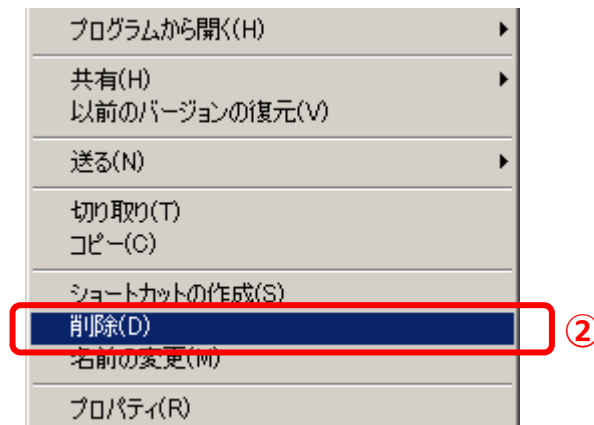 プログラムから開く(H)
共有(H)
以前のバージョンの復元(V)
送る(N)
切り取り(T)
コピー(C)
ショートカットの作成(S)
削除(D)
②
名前の変更(M)
プロパティ(R)